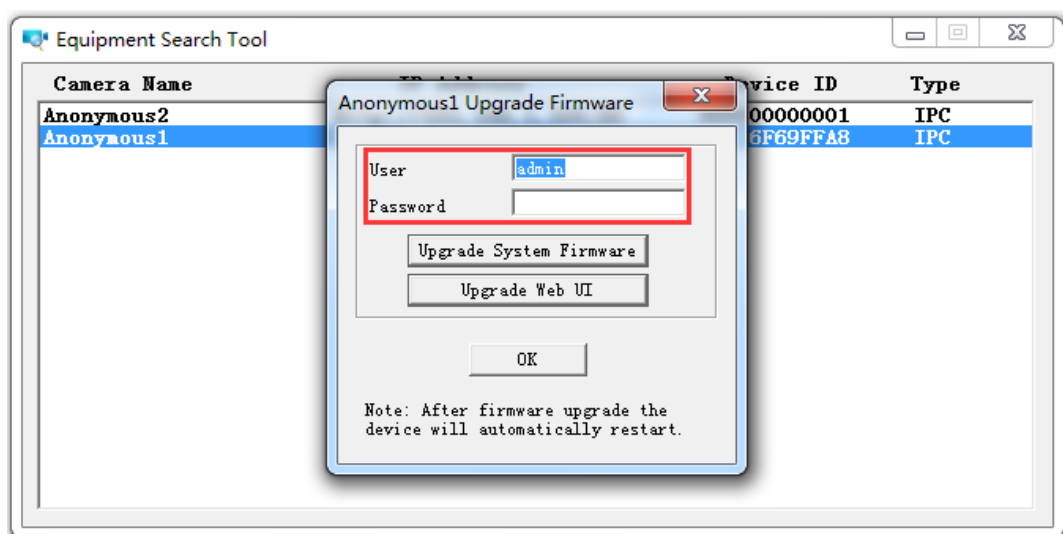 Equipment Search Tool
Camera Name Device ID Type
Anonymous2 00000001 IPC
Anonymous1 6F69FFA8 IPC
Anonymous1 Upgrade Firmware
User admin
Password
Upgrade System Firmware
Upgrade Web UI
OK
Note: After firmware upgrade the
device will automatically restart.